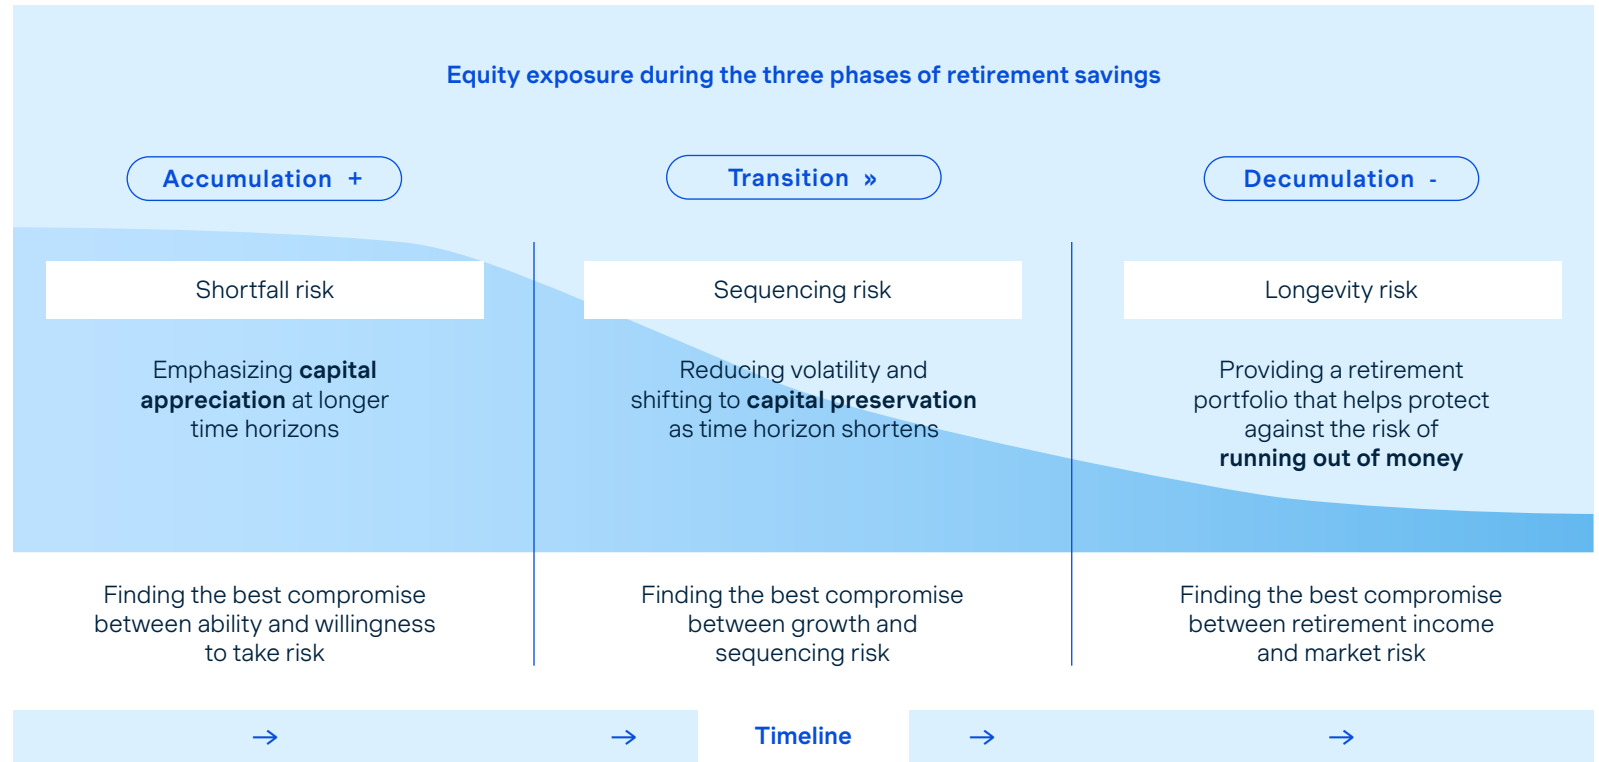 Equity exposure during the three phases of retirement savings
Accumulation +
Transition »
Decumulation -
Shortfall risk
Sequencing risk
Longevity risk
Emphasizing capital
appreciation at longer
time horizons
Reducing volatility and
shifting to capital preservation
as time horizon shortens
Providing a retirement
portfolio that helps protect
against the risk of
running out of money
Finding the best compromise
between ability and willingness
to take risk
Finding the best compromise
between growth and
sequencing risk
Finding the best compromise
between retirement income
and market risk
→ → Timeline → →